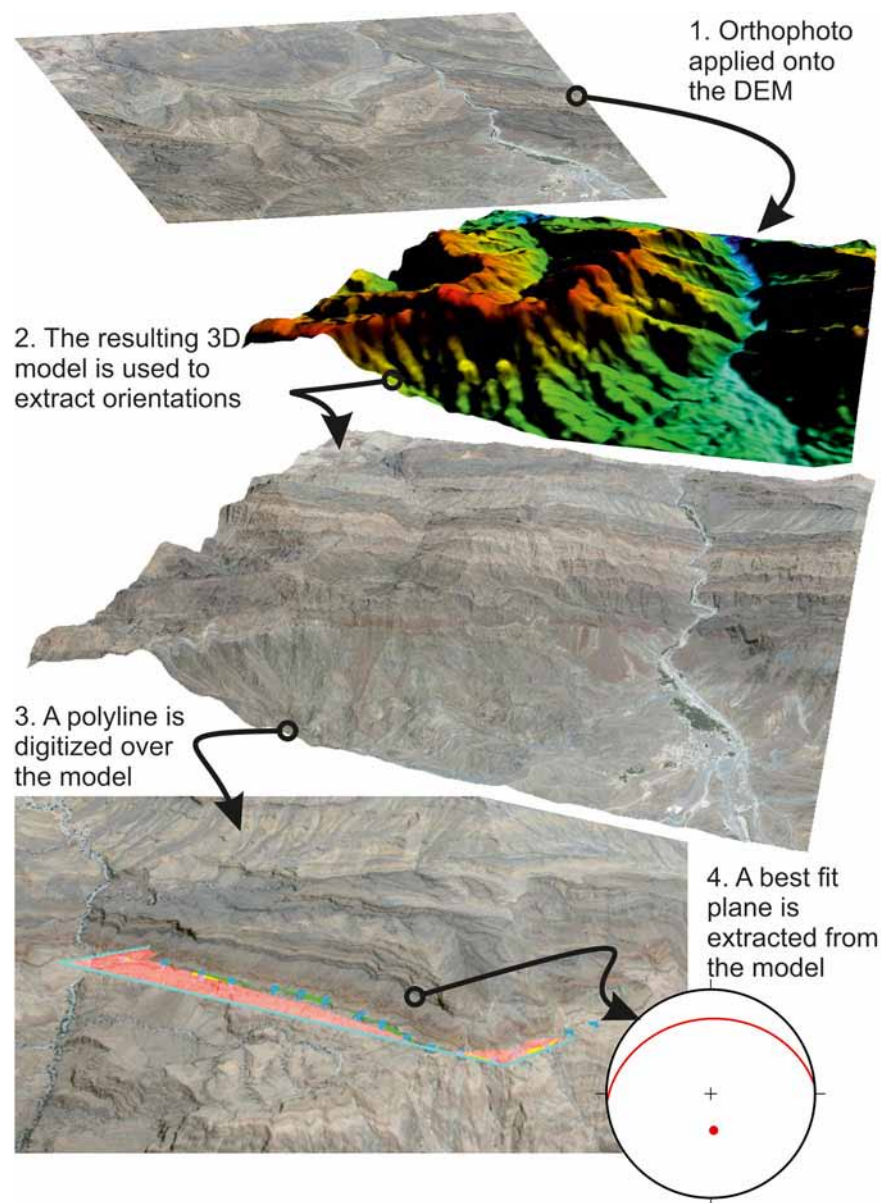 1. Orthophoto
applied onto
the DEM
2. The resulting 3D
model is used to
extract orientations
3. A polyline is
digitized over
the model
4. A best fit
plane is
extracted from
the model